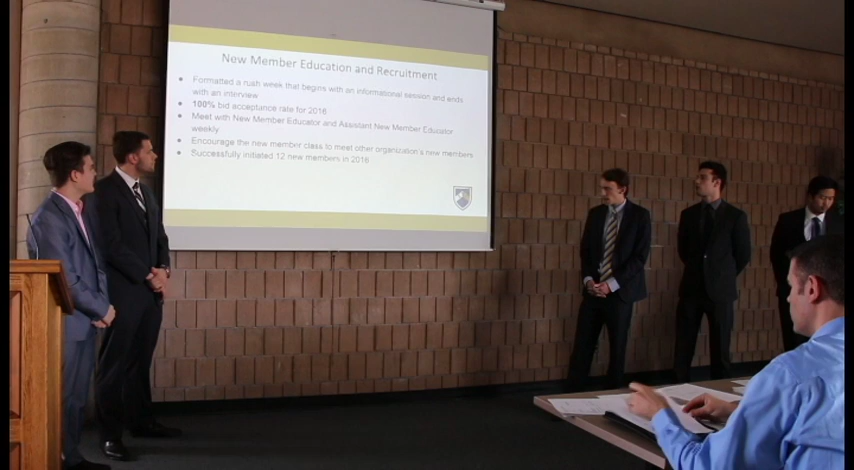 New Member Education and Recruitment
• Formatted a rush week that begins with an informational session and ends
with an interview
• 100% bid acceptance rate for 2016
• Meet with New Member Educator and Assistant New Member Educator
weekly
• Encourage the new member class to meet other organization's new members
• Successfully initiated 12 new members in 2016